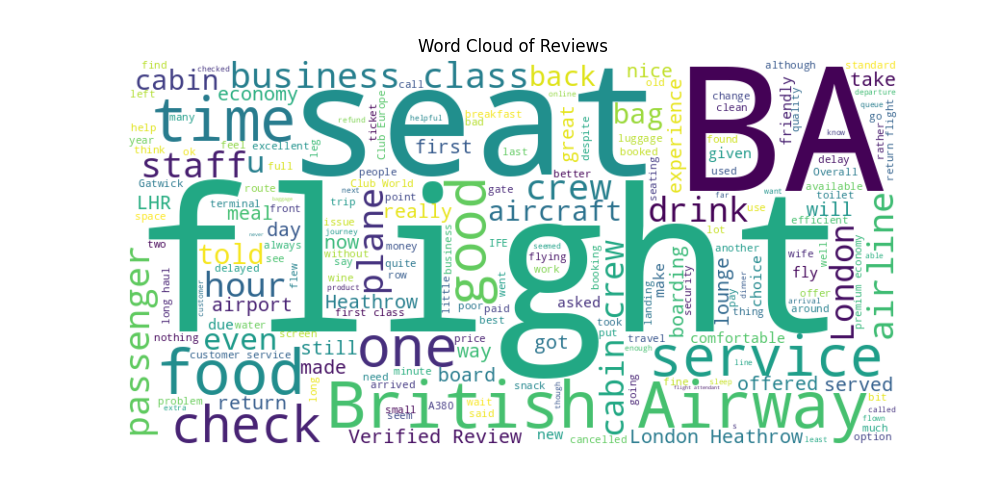 Word Cloud of Reviews
find
checked
cabin
business class
call
back
nice
old
although
standard
take
departure
left
economy
online
bag
change
clean
friendly
quality
queue
go
return flight
many
time
seat
BA
refund
ticket
Club Europe
helpful
breakfast
bad
great
despite
luggage
booked
experience
help
year
think
ok
feel
excellent
leg
first
last
found
given
used
rather
know
delay
Overall
staff
u
full
people
better
seating
Gatwick
route
Club World
next
gate
crew
far
want
available
toilet
LHR
space
terminal
front
meal
trip
point
really
aircraft
drink
use
will
efficient
two
day
issue
now
journey
plane
good
IFE
seemed
flying
work
lot
another
wife
well
able
told
always
see
without
say
money
quite
row
business
little
went
booking
cabin crew
make
security
boarding
lounge
pay
dinner
choice
fly
London
premium economy
airline
passenger
long haul
customer
delayed
flew
never
baggage
flight
hour
wine
product
Heathrow
landing
thing
offer
arrival
around
airport
first class
poor
paid
asked
nothing
due
water
even
screen
best
took
put
travel
comfortable
customer service
still
one
price
way
got
enough
service
line
food
made
need
minute
board
snack
though
going
fine
sleep
flight attendant
offered
served
problem
extra
return
long
arrived
small
seem
A380
wait
said
British Airway
bit
called
flown
much
check
Verified Review
new
cancelled
London Heathrow
s
least
option